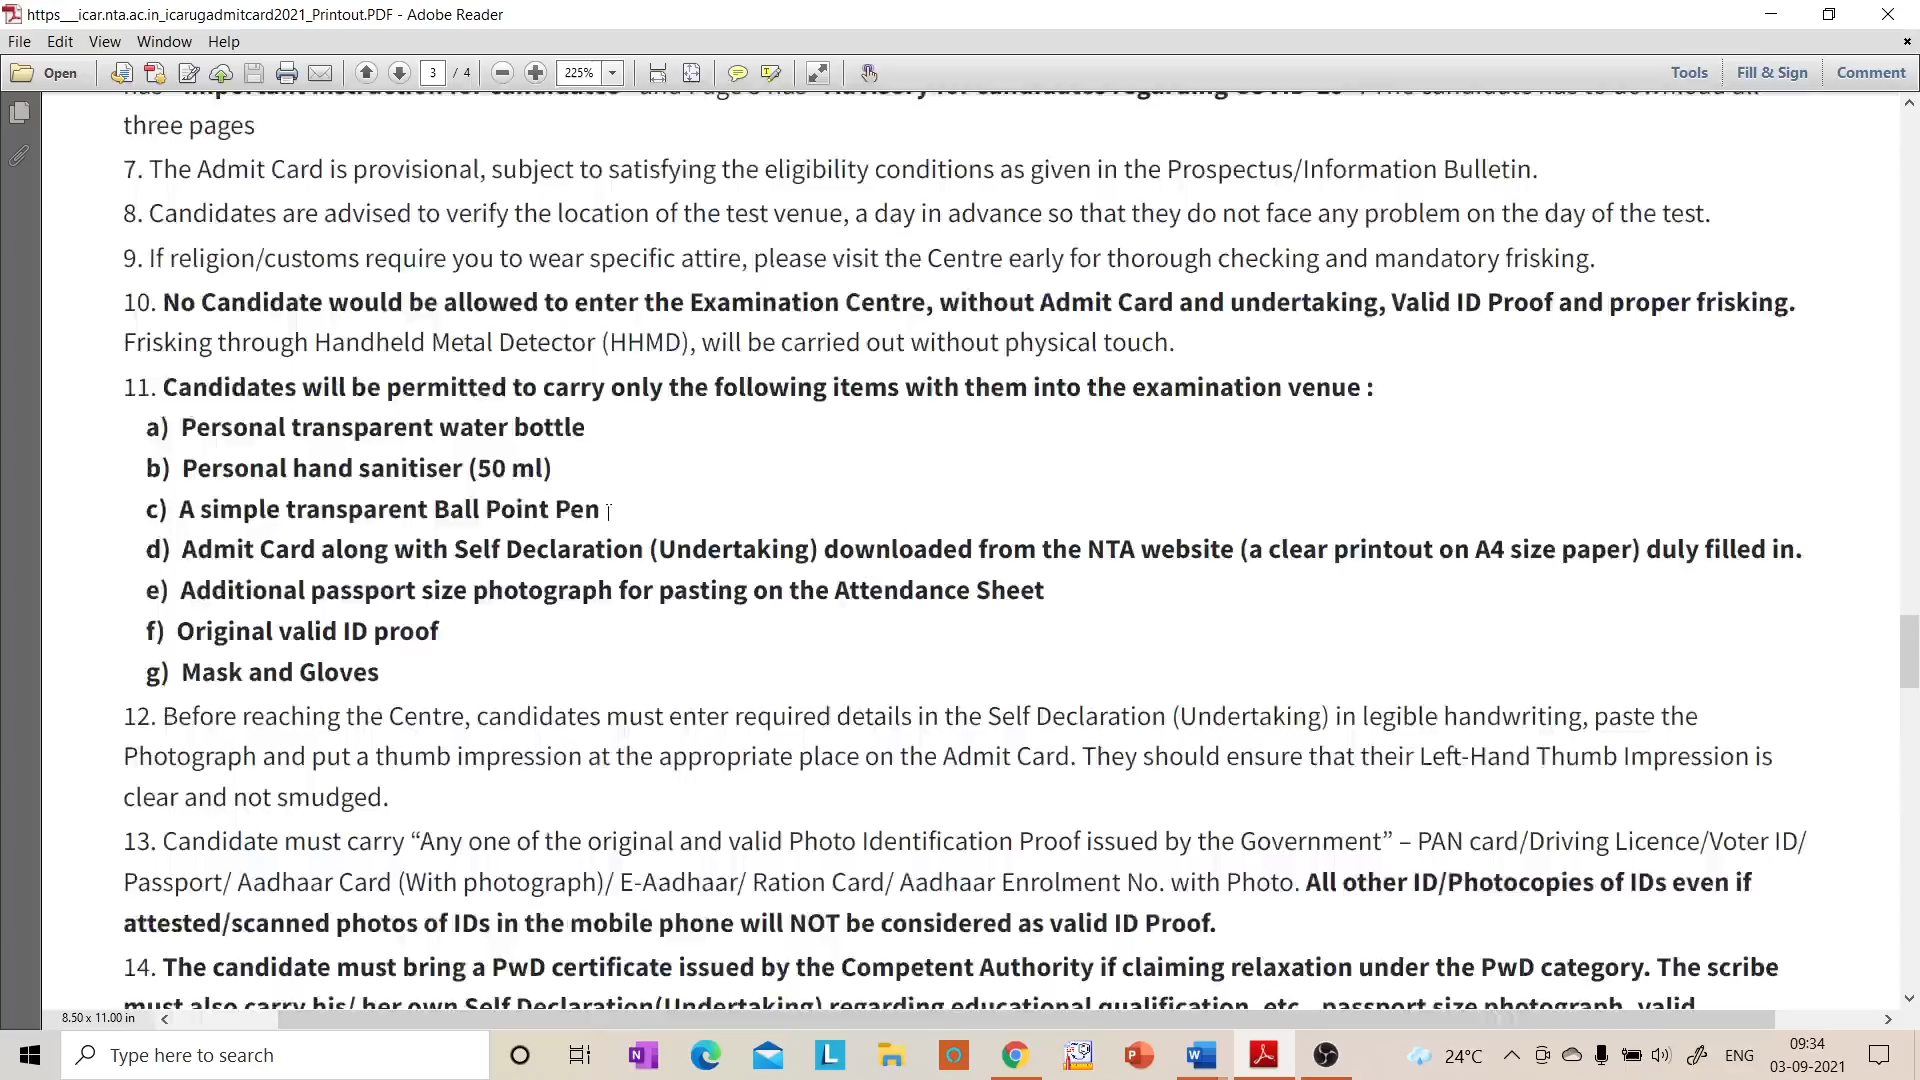 https__icar.nta.ac.in_icarugadmitcard2021_Printout.PDF - Adobe Reader
File Edit View Window Help
Open 3 / 4 225% Tools Fill & Sign Comment
three pages
7. The Admit Card is provisional, subject to satisfying the eligibility conditions as given in the Prospectus/Information Bulletin.
8. Candidates are advised to verify the location of the test venue, a day in advance so that they do not face any problem on the day of the test.
9. If religion/customs require you to wear specific attire, please visit the Centre early for thorough checking and mandatory frisking.
10. No Candidate would be allowed to enter the Examination Centre, without Admit Card and undertaking, Valid ID Proof and proper frisking.
Frisking through Handheld Metal Detector (HHMD), will be carried out without physical touch.
11. Candidates will be permitted to carry only the following items with them into the examination venue :
a) Personal transparent water bottle
b) Personal hand sanitiser (50 ml)
c) A simple transparent Ball Point Pen
d) Admit Card along with Self Declaration (Undertaking) downloaded from the NTA website (a clear printout on A4 size paper) duly filled in.
e) Additional passport size photograph for pasting on the Attendance Sheet
f) Original valid ID proof
g) Mask and Gloves
12. Before reaching the Centre, candidates must enter required details in the Self Declaration (Undertaking) in legible handwriting, paste the
Photograph and put a thumb impression at the appropriate place on the Admit Card. They should ensure that their Left-Hand Thumb Impression is
clear and not smudged.
13. Candidate must carry “Any one of the original and valid Photo Identification Proof issued by the Government” – PAN card/Driving Licence/Voter ID/
Passport/ Aadhaar Card (With photograph)/ E-Aadhaar/ Ration Card/ Aadhaar Enrolment No. with Photo. All other ID/Photocopies of IDs even if
attested/scanned photos of IDs in the mobile phone will NOT be considered as valid ID Proof.
14. The candidate must bring a PwD certificate issued by the Competent Authority if claiming relaxation under the PwD category. The scribe
must also carry his/ her own Self Declaration(Undertaking) regarding educational qualification, etc., passport size photograph, valid
8.50 x 11.00 in
Type here to search
24°C ENG 09:34
03-09-2021